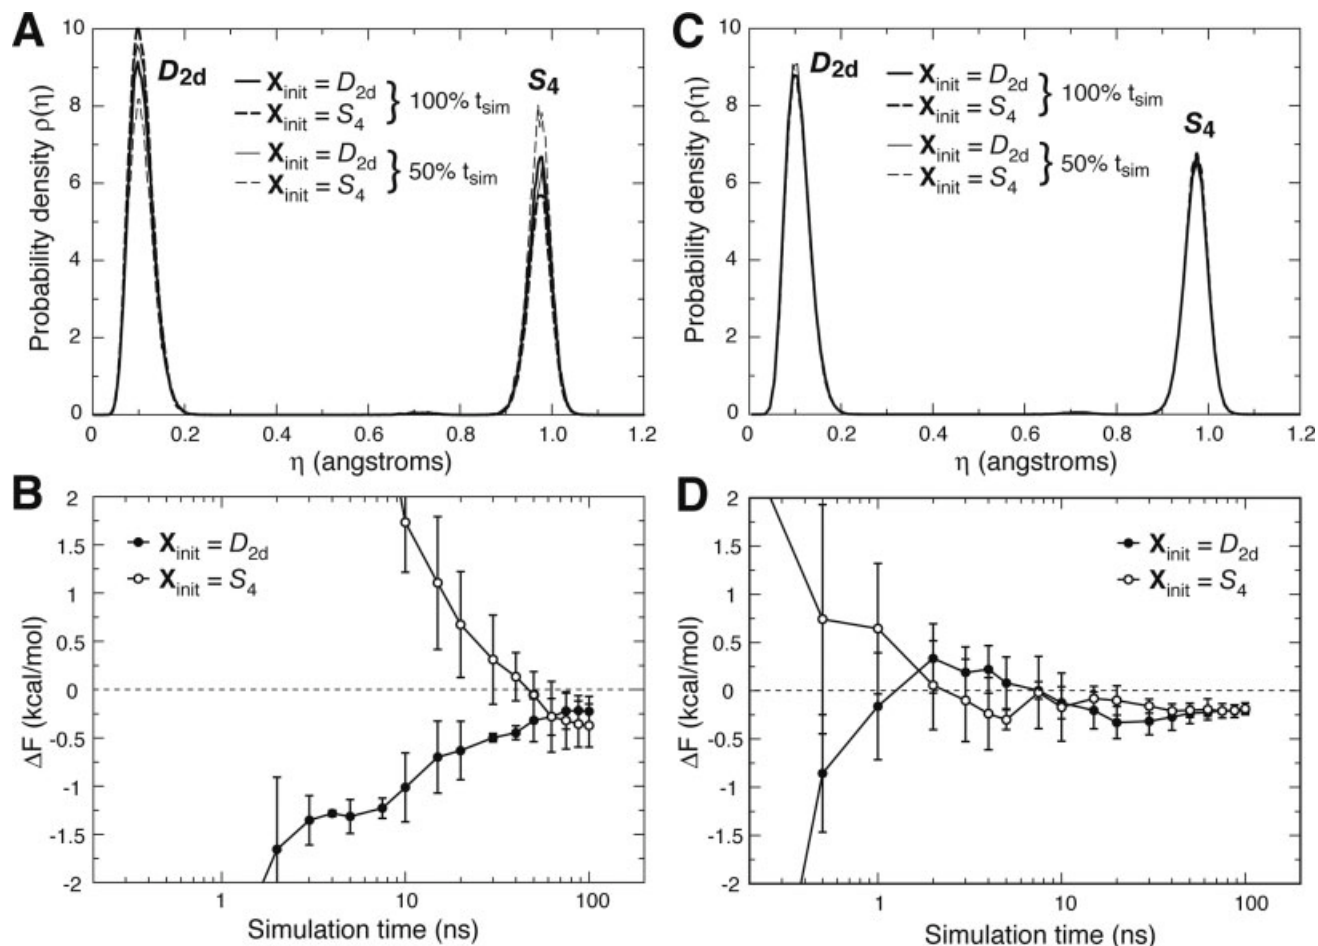 A
D2d
S4
Xinit = D2d
Xinit = S4
100% tsim
Xinit = D2d
Xinit = S4
50% tsim
Probability density ρ(η)
10
8
6
4
2
0
0 0.2 0.4 0.6 0.8 1.0 1.2
η (angstroms)
C
D2d
S4
Xinit = D2d
Xinit = S4
100% tsim
Xinit = D2d
Xinit = S4
50% tsim
Probability density ρ(η)
10
8
6
4
2
0
0 0.2 0.4 0.6 0.8 1.0 1.2
η (angstroms)
B
Xinit = D2d
Xinit = S4
ΔF (kcal/mol)
2
1.5
1
0.5
0
-0.5
-1
-1.5
-2
1 10 100
Simulation time (ns)
D
Xinit = D2d
Xinit = S4
ΔF (kcal/mol)
2
1.5
1
0.5
0
-0.5
-1
-1.5
-2
1 10 100
Simulation time (ns)